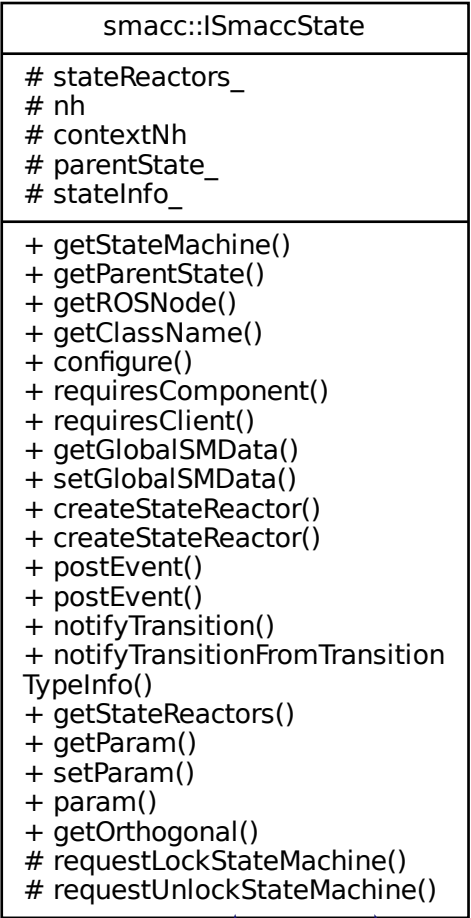 smacc::ISmaccState
# stateReactors_
# nh
# contextNh
# parentState_
# stateInfo_
+ getStateMachine()
+ getParentState()
+ getROSNode()
+ getClassName()
+ configure()
+ requiresComponent()
+ requiresClient()
+ getGlobalSMData()
+ setGlobalSMData()
+ createStateReactor()
+ createStateReactor()
+ postEvent()
+ postEvent()
+ notifyTransition()
+ notifyTransitionFromTransition
TypeInfo()
+ getStateReactors()
+ getParam()
+ setParam()
+ param()
+ getOrthogonal()
# requestLockStateMachine()
# requestUnlockStateMachine()